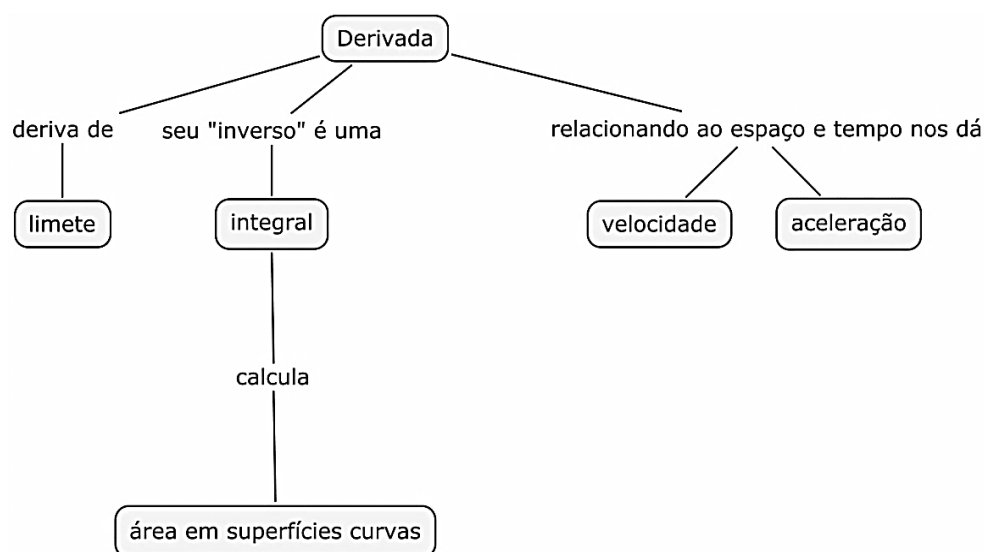 Derivada
deriva de
seu "inverso" é uma
relacionando ao espaço e tempo nos dá
limete
integral
velocidade
aceleração
calcula
área em superfícies curvas